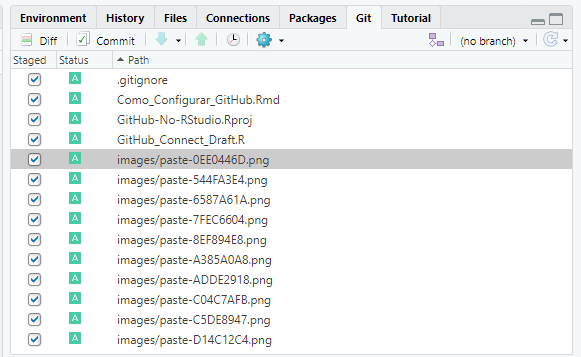 Environment History Files Connections Packages Git Tutorial
Diff Commit (no branch)
Staged Status Path
A .gitignore
A Como_Configurar_GitHub.Rmd
A GitHub-No-RStudio.Rproj
A GitHub_Connect_Draft.R
A images/paste-0EE0446D.png
A images/paste-544FA3E4.png
A images/paste-6587A61A.png
A images/paste-7FEC6604.png
A images/paste-8EF894E8.png
A images/paste-A385A0A8.png
A images/paste-ADDE2918.png
A images/paste-C04C7AFB.png
A images/paste-C5DE8947.png
A images/paste-D14C12C4.png